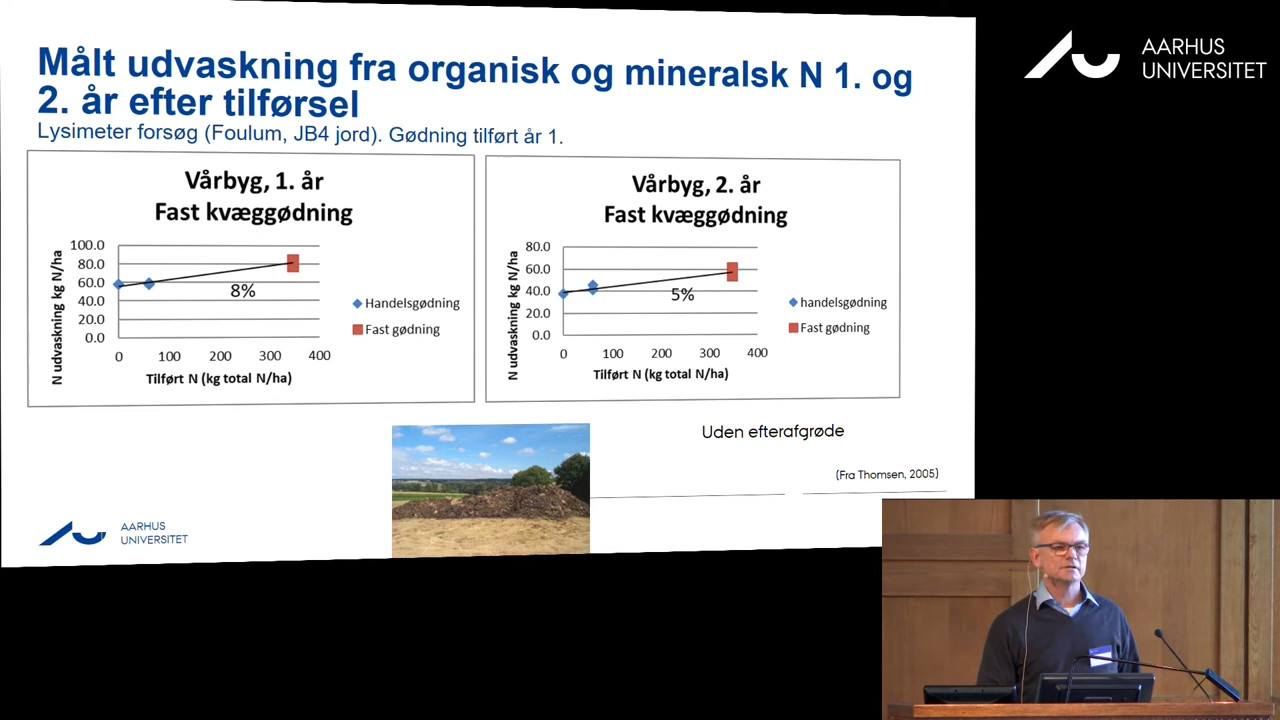 Målt udvaskning fra organisk og mineralsk N 1. og
2. år efter tilførsel
Lysimeter forsøg (Foulum, JB4 jord). Gødning tilført år 1.
Vårbyg, 1. år
Fast kvæggødning
N udvaskning kg N/ha
100.0
80.0
60.0
40.0
20.0
0.0
8%
0 100 200 300 400
Tilført N (kg total N/ha)
Handelsgødning
Fast gødning
Vårbyg, 2. år
Fast kvæggødning
N udvaskning kg N/ha
80.0
60.0
40.0
20.0
0.0
5%
0 100 200 300 400
Tilført N (kg total N/ha)
handelsgødning
Fast gødning
Uden efterafgrøde
(Fra Thomsen, 2005)
AARHUS
UNIVERSITET
AARHUS
UNIVERSITET